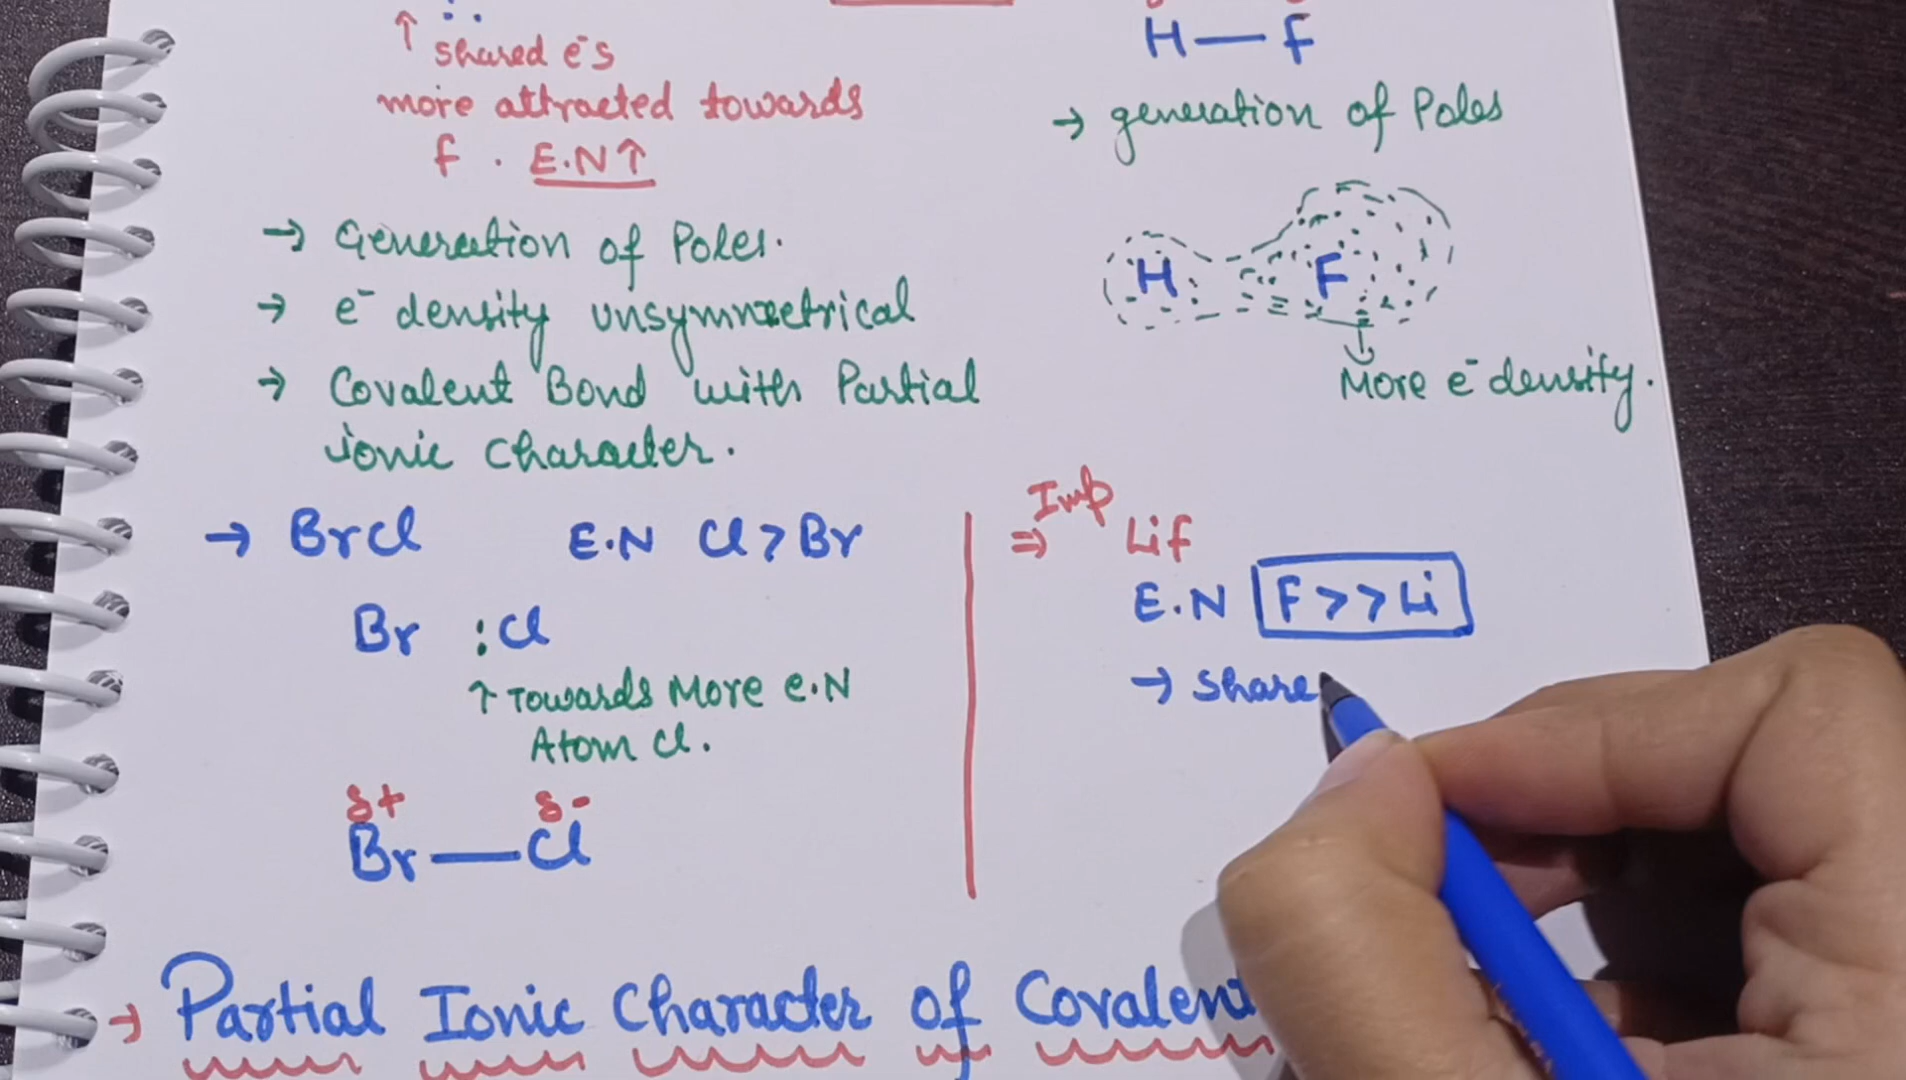 ↑ shared e⁻s
more attracted towards
F . E.N↑
→ Generation of Poles.
→ e⁻ density unsymmetrical
→ Covalent Bond with Partial
ionic character.
H — F
→ generation of Poles
H F
More e⁻ density.
→ BrCl E.N Cl > Br
Br :Cl
↑ Towards More e.N
Atom Cl.
δ+ δ-
Br — Cl
Imp
⇒ Lif
E.N F >> Li
→ Share
→ Partial Ionic Character of Covalent